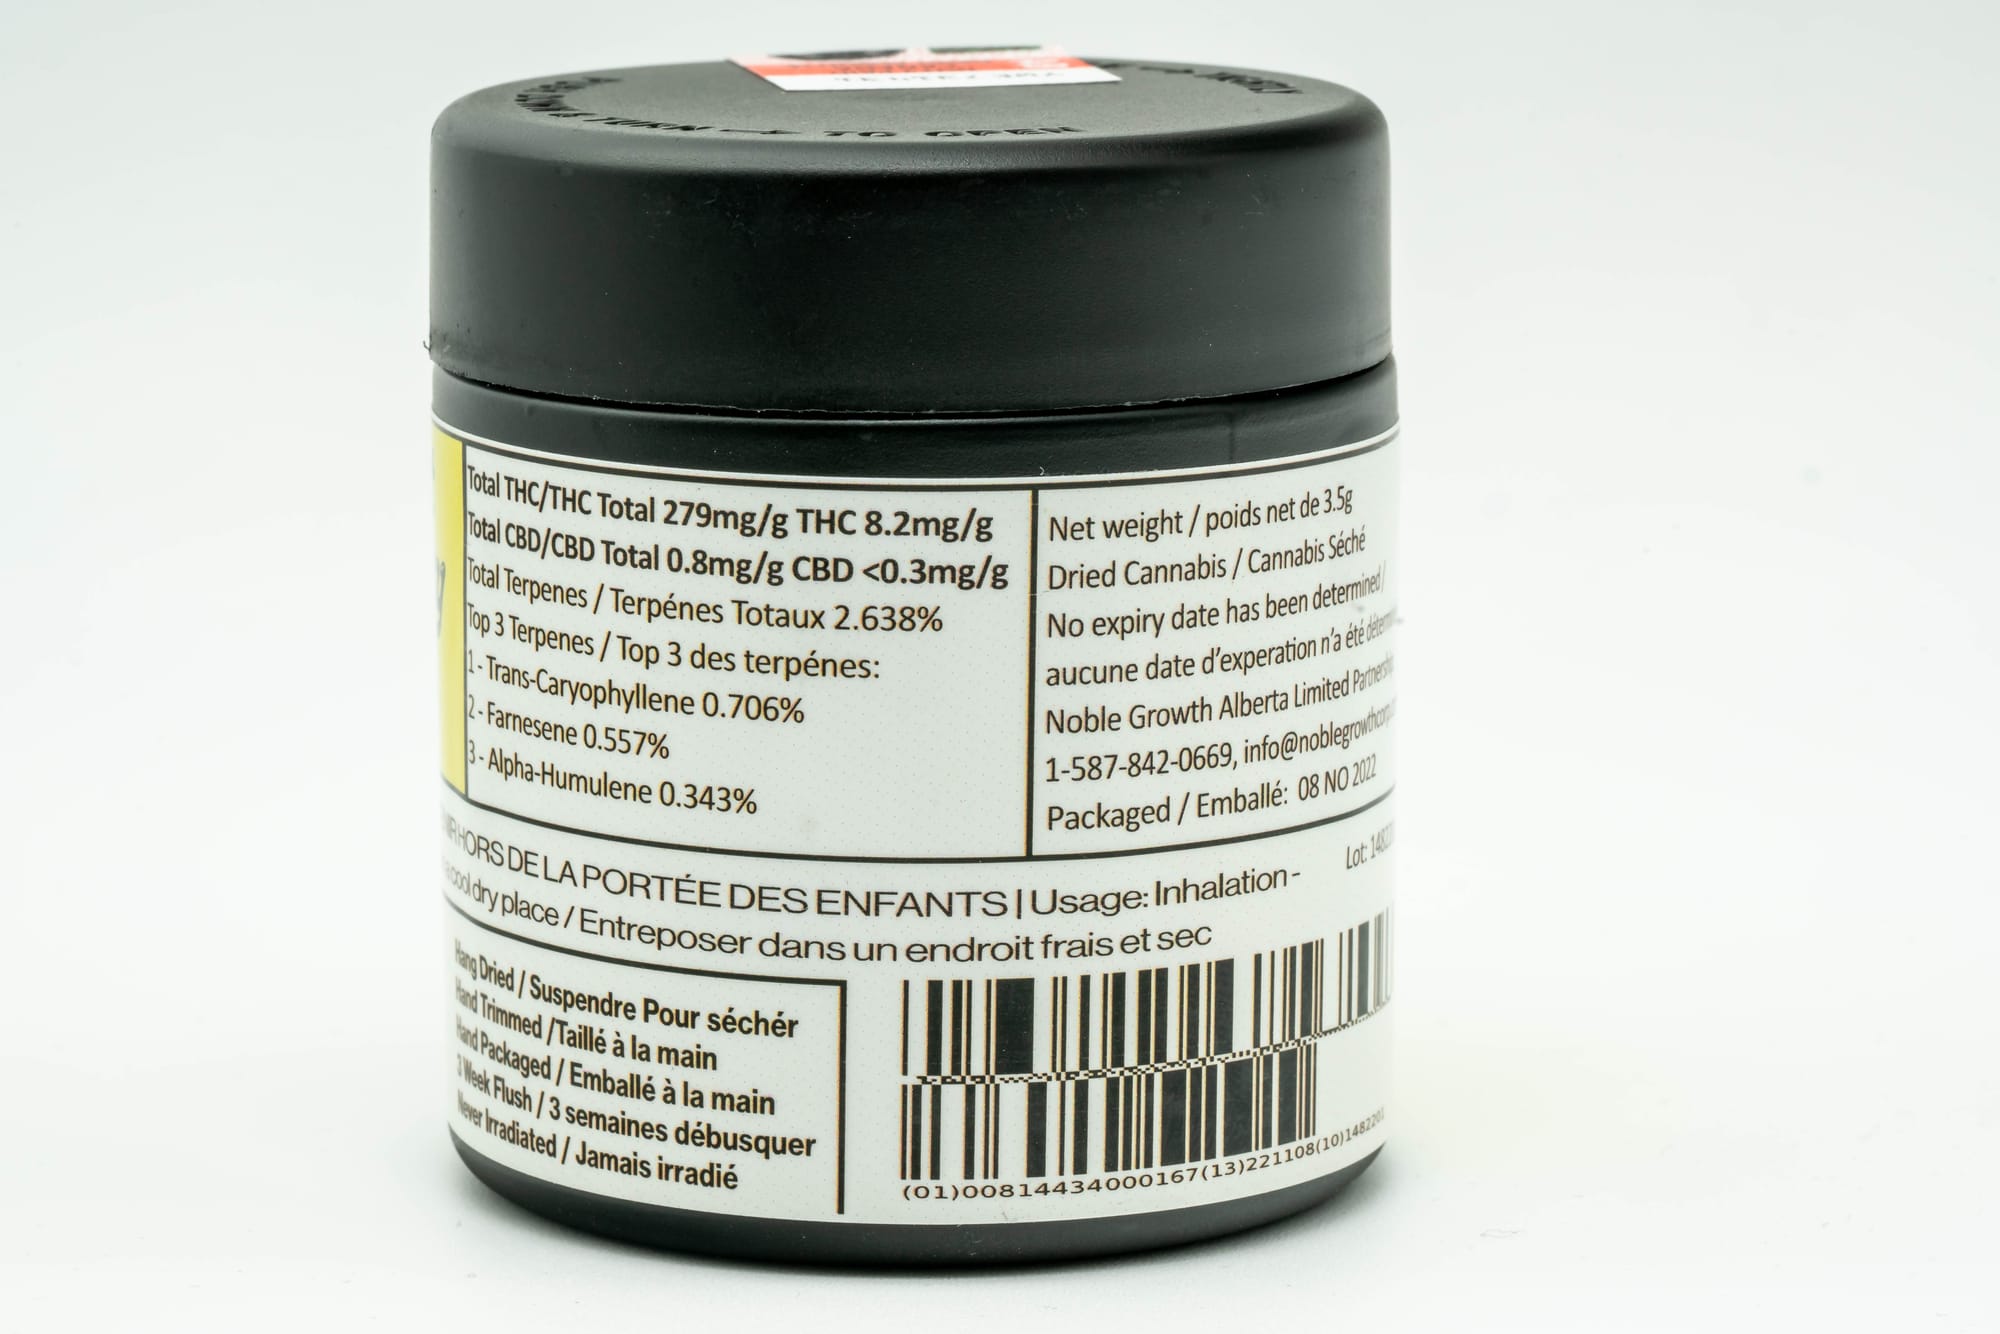 DOWN & TURN TO OPEN
TIGHTLY
Total THC/THC Total 279mg/g THC 8.2mg/g
Total CBD/CBD Total 0.8mg/g CBD <0.3mg/g
Total Terpenes / Terpénes Totaux 2.638%
Top 3 Terpenes / Top 3 des terpénes:
1 - Trans-Caryophyllene 0.706%
2 - Farnesene 0.557%
3 - Alpha-Humulene 0.343%
Net weight / poids net de 3.5g
Dried Cannabis / Cannabis Séché
No expiry date has been determined /
aucune date d'experation n'a été
Noble Growth Alberta Limited Partnership
1-587-842-0669, info@noblegrowthcorp
Packaged / Emballé: 08 NO 2022
Lot:
HORS DE LA PORTÉE DES ENFANTS | Usage: Inhalation -
cool dry place / Entreposer dans un endroit frais et sec
Hang Dried / Suspendre Pour séchér
Hand Trimmed /Taillé à la main
Hand Packaged / Emballé à la main
3 Week Flush / 3 semaines débusquer
Never Irradiated / Jamais irradié
(01)00814434000167(13)221108(10)1482201